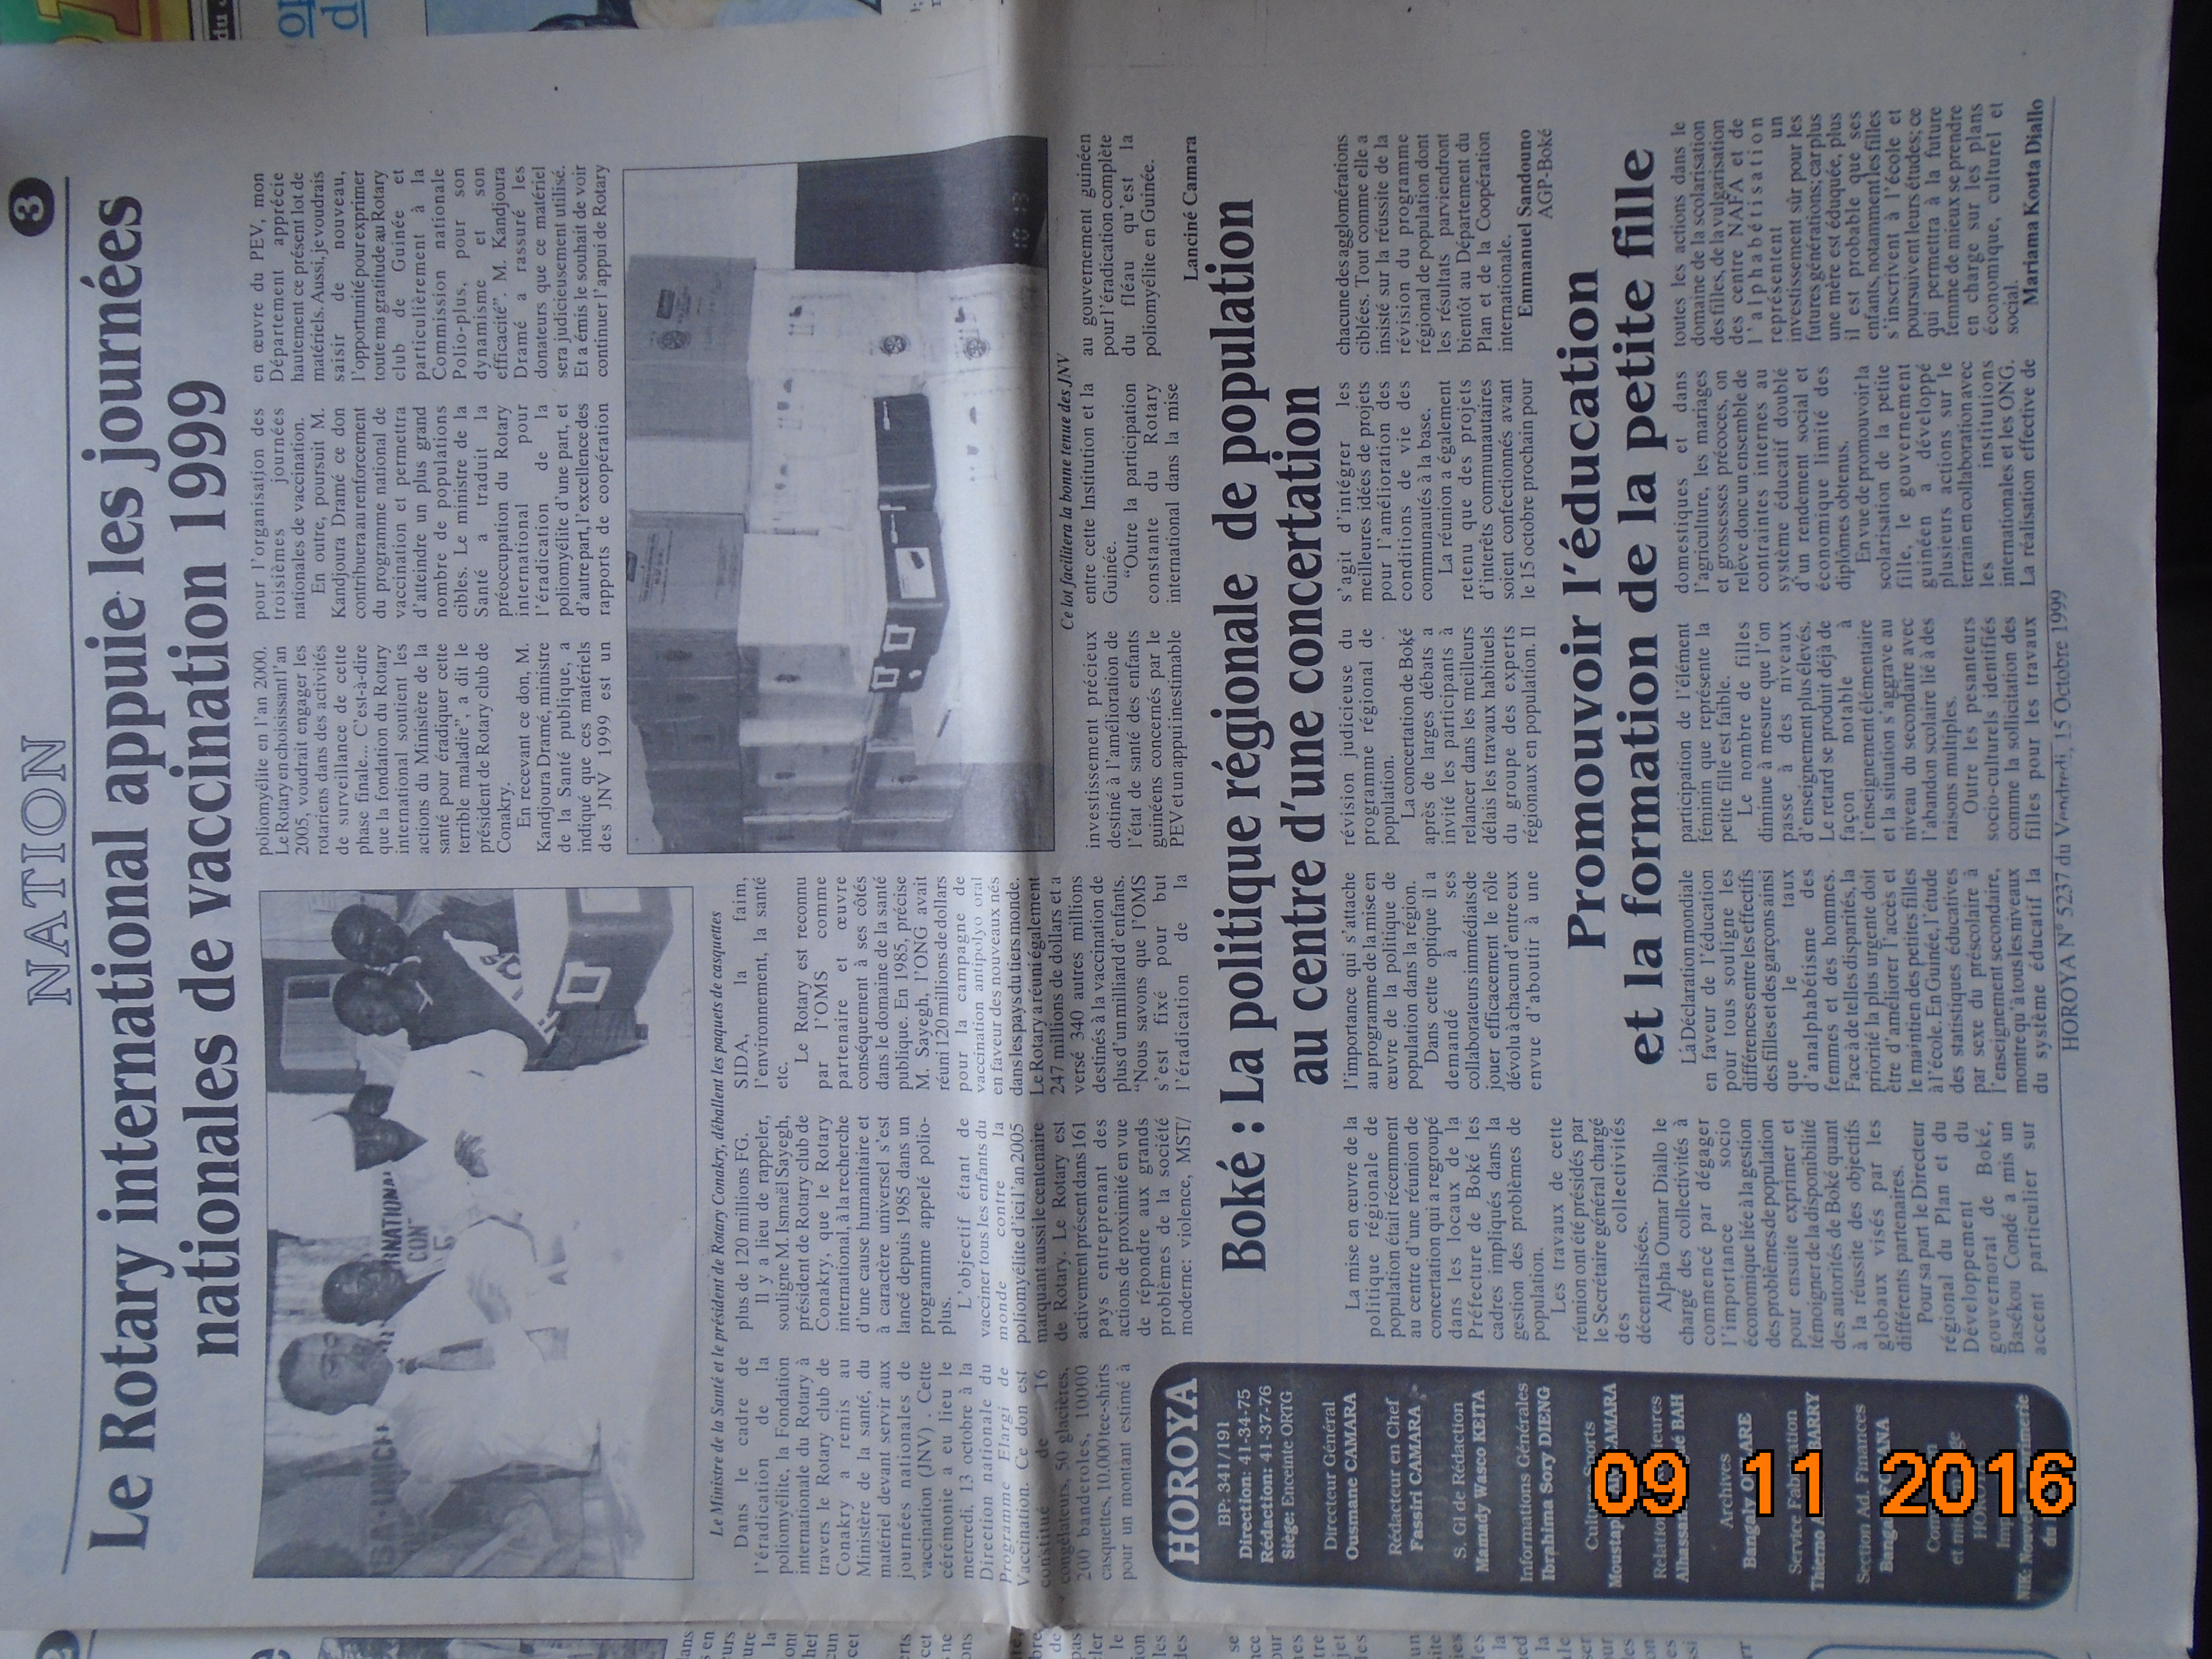 NATION
3
Le Rotary international appuie les journées
nationales de vaccination 1999
Le Ministre de la Santé et le président de Rotary Conakry, déballent les paquets de casquettes
Dans le cadre de
l'éradication de la
poliomyélite, la Fondation
internationale du Rotary à
travers le Rotary club de
Conakry a remis au
Ministère de la santé, du
matériel devant servir aux
journées nationales de
vaccination (JNV) . Cette
cérémonie a eu lieu le
mercredi, 13 octobre à la
Direction nationale du
Programme Elargi de
Vaccination. Ce don est
constitué de 16
congélateurs, 50 glacières,
200 banderoles, 10000
casquettes, 10.000 tee-shirts
pour un montant estimé à
plus de 120 millions FG.
Il y a lieu de rappeler,
souligne M. Ismaël Sayegh,
président de Rotary club de
Conakry, que le Rotary
international, à la recherche
d'une cause humanitaire et
à caractère universel s'est
lancé depuis 1985 dans un
programme appelé polio-
plus.
L'objectif étant de
vacciner tous les enfants du
monde contre la
poliomyélite d'ici l'an 2005
marquant aussi le centenaire
de Rotary. Le Rotary est
activement présent dans 161
pays entreprenant des
actions de proximité en vue
de répondre aux grands
problèmes de la société
moderne: violence, MST/
SIDA, la faim,
l'environnement, la santé
etc.
Le Rotary est reconnu
par l'OMS comme
partenaire et œuvre
conséquement à ses côtés
dans le domaine de la santé
publique. En 1985, précise
M. Sayegh, l'ONG avait
réuni 120 millions de dollars
pour la campagne de
vaccination antipolyo oral
en faveur des nouveaux nés
dans les pays du tiers monde.
Le Rotary a réuni également
247 millions de dollars et a
versé 340 autres millions
destinés à la vaccination de
plus d'un milliard d'enfants.
"Nous savons que l'OMS
s'est fixé pour but
l'éradication de la
poliomyélite en l'an 2000.
Le Rotary en choisissant l'an
2005, voudrait engager les
rotariens dans des activités
de surveillance de cette
phase finale... C'est-à-dire
que la fondation du Rotary
international soutient les
actions du Ministère de la
santé pour éradiquer cette
terrible maladie", a dit le
président de Rotary club de
Conakry.
En recevant ce don, M.
Kandjoura Dramé, ministre
de la Santé publique, a
indiqué que ces matériels
des JNV 1999 est un
investissement précieux
destiné à l'amélioration de
l'état de santé des enfants
guinéens concernés par le
PEV et un appui inestimable
pour l'organisation des
troisièmes journées
nationales de vaccination.
En outre, poursuit M.
Kandjoura Dramé ce don
contribuera au renforcement
du programme national de
vaccination et permettra
d'atteindre un plus grand
nombre de populations
cibles. Le ministre de la
Santé a traduit la
préoccupation du Rotary
international pour
l'éradication de la
poliomyélite d'une part, et
d'autre part, l'excellence des
rapports de coopération
entre cette Institution et la
Guinée.
"Outre la participation
constante du Rotary
international dans la mise
en œuvre du PEV, mon
Département apprécie
hautement ce présent lot de
matériels. Aussi, je voudrais
saisir de nouveau,
l'opportunité pour exprimer
toute ma gratitude au Rotary
club de Guinée et
particulièrement à la
Commission nationale
Polio-plus, pour son
dynamisme et son
efficacité". M. Kandjoura
Dramé a rassuré les
donateurs que ce matériel
sera judicieusement utilisé.
Et a émis le souhait de voir
continuer l'appui de Rotary
au gouvernement guinéen
pour l'éradication complète
du fléau qu'est la
poliomyélite en Guinée.
Lanciné Camara
Ce lot facilitera la bonne tenue des JNV
Boké : La politique régionale de population
au centre d'une concertation
La mise en œuvre de la
politique régionale de
population était récemment
au centre d'une réunion de
concertation qui a regroupé
dans les locaux de la
Préfecture de Boké les
cadres impliqués dans la
gestion des problèmes de
population.
Les travaux de cette
réunion ont été présidés par
le Secrétaire général chargé
des collectivités
décentralisées.
Alpha Oumar Diallo le
chargé des collectivités à
commencé par dégager
l'importance socio
économique liée à la gestion
des problèmes de population
pour ensuite exprimer et
témoigner de la disponibilité
des autorités de Boké quant
à la réussite des objectifs
globaux visés par les
différents partenaires.
Pour sa part le Directeur
régional du Plan et du
Développement du
gouvernorat de Boké,
Basékou Condé a mis un
accent particulier sur
l'importance qui s'attache
au programme de la mise en
œuvre de la politique de
population dans la région.
Dans cette optique il a
demandé à ses
collaborateurs immédiats de
jouer efficacement le rôle
dévolu à chacun d'entre eux
envue d'aboutir à une
révision judicieuse du
programme régional de
population.
La concertation de Boké
après de larges débats a
invité les participants à
relancer dans les meilleurs
délais les travaux habituels
du groupe des experts
régionaux en population. Il
s'agit d'intégrer les
meilleures idées de projets
pour l'amélioration des
conditions de vie des
communautés à la base.
La réunion a également
retenu que des projets
d'interêts communautaires
soient confectionnés avant
le 15 octobre prochain pour
chacune des agglomérations
ciblées. Tout comme elle a
insisté sur la réussite de la
révision du programme
régional de population dont
les résultats parviendront
bientôt au Département du
Plan et de la Coopération
internationale.
Emmanuel Sandouno
AGP-Boké
Promouvoir l'éducation
et la formation de la petite fille
La Déclaration mondiale
en faveur de l'éducation
pour tous souligne les
différences entre les effectifs
des filles et des garçons ainsi
que le taux
d'analphabétisme des
femmes et des hommes.
Face à de telles disparités, la
priorité la plus urgente doit
être d'améliorer l'accès et
le maintien des petites filles
à l'école. En Guinée, l'étude
des statistiques éducatives
par sexe du préscolaire à
l'enseignement secondaire,
montre qu'à tous les niveaux
du système éducatif la
participation de l'élément
féminin que représente la
petite fille est faible.
Le nombre de filles
diminue à mesure que l'on
passe à des niveaux
d'enseignement plus élevés.
Le retard se produit déjà de
façon notable à
l'enseignement élémentaire
et la situation s'aggrave au
niveau du secondaire avec
l'abandon scolaire lié à des
raisons multiples.
Outre les pesanteurs
socio-culturels identifiés
comme la sollicitation des
filles pour les travaux
domestiques et dans
l'agriculture, les mariages
et grossesses précoces, on
relève donc un ensemble de
contraintes internes au
système éducatif doublé
d'un rendement social et
économique limité des
diplômes obtenus.
En vue de promouvoir la
scolarisation de la petite
fille, le gouvernement
guinéen a développé
plusieurs actions sur le
terrain en collaboration avec
les institutions
internationales et les ONG.
La réalisation effective de
toutes les actions dans le
domaine de la scolarisation
des filles, de la vulgarisation
des centre NAFA et de
l'alphabétisation
représentent un
investissement sûr pour les
futures générations; car plus
une mère est éduquée, plus
il est probable que ses
enfants, notamment les filles
s'inscrivent à l'école et
poursuivent leurs études; ce
qui permettra à la future
femme de mieux se prendre
en charge sur les plans
économique, culturel et
social.
Mariama Kouta Diallo
HOROYA
BP: 341/191
Direction: 41-34-75
Rédaction: 41-37-76
Siège: Enceinte ORTG
Directeur Général
Ousmane CAMARA
Rédacteur en Chef
Fassiri CAMARA
S. Gl de Rédaction
Mamady Wasco KEITA
Informations Générales
Ibrahima Sory DIENG
Archives
Service Fabrication
Thierno BARRY
Section Ad. Finances
HOROYA N° 5237 du Vendredi, 15 Octobre 1999
09 11 2016